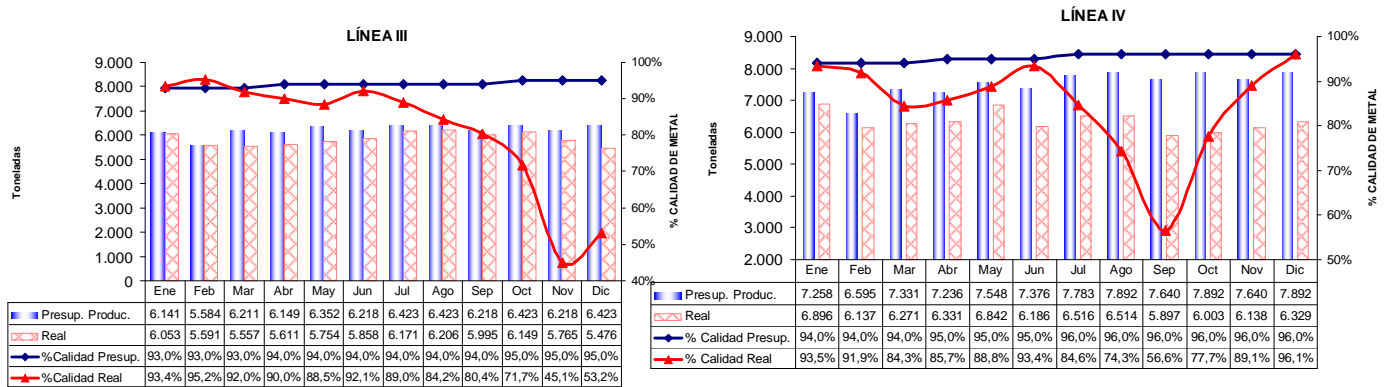 LÍNEA III
9.000
8.000
7.000
6.000
5.000
4.000
3.000
2.000
1.000
0
Toneladas
100%
90%
80%
70%
60%
50%
40%
% CALIDAD DE METAL
Ene Feb Mar Abr May Jun Jul Ago Sep Oct Nov Dic
Presup. Produc. 6.141 5.584 6.211 6.149 6.352 6.218 6.423 6.423 6.218 6.423 6.218 6.423
Real 6.053 5.591 5.557 5.611 5.754 5.858 6.171 6.206 5.995 6.149 5.765 5.476
%Calidad Presup. 93,0% 93,0% 93,0% 94,0% 94,0% 94,0% 94,0% 94,0% 94,0% 95,0% 95,0% 95,0%
%Calidad Real 93,4% 95,2% 92,0% 90,0% 88,5% 92,1% 89,0% 84,2% 80,4% 71,7% 45,1% 53,2%
LÍNEA IV
9.000
8.000
7.000
6.000
5.000
4.000
3.000
2.000
Toneladas
100%
90%
80%
70%
60%
50%
% CALIDAD DE METAL
Ene Feb Mar Abr May Jun Jul Ago Sep Oct Nov Dic
Presup. Produc. 7.258 6.595 7.331 7.236 7.548 7.376 7.783 7.892 7.640 7.892 7.640 7.892
Real 6.896 6.137 6.271 6.331 6.842 6.186 6.516 6.514 5.897 6.003 6.138 6.329
% Calidad Presup. 94,0% 94,0% 94,0% 95,0% 95,0% 95,0% 96,0% 96,0% 96,0% 96,0% 96,0% 96,0%
% Calidad Real 93,5% 91,9% 84,3% 85,7% 88,8% 93,4% 84,6% 74,3% 56,6% 77,7% 89,1% 96,1%